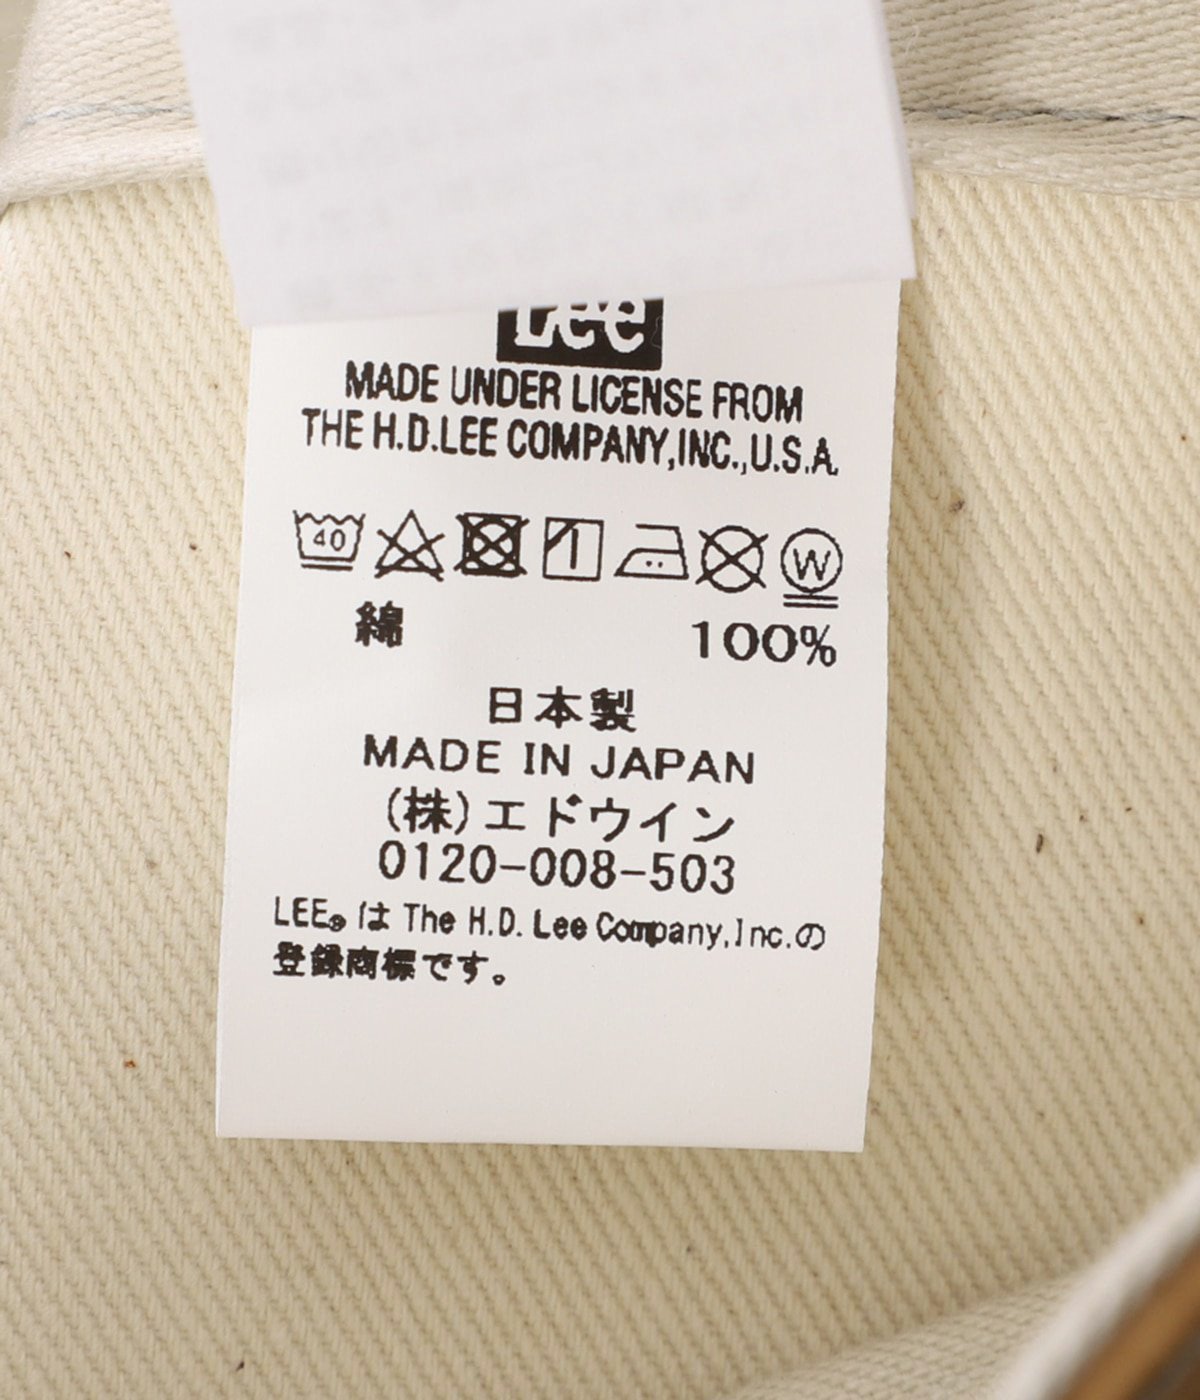 Lee
MADE UNDER LICENSE FROM
THE H.D.LEE COMPANY,INC.,U.S.A.
40 W
綿 100%
日本製
MADE IN JAPAN
(株)エドウイン
0120-008-503
LEE® は The H.D. Lee Company,Inc.の
登録商標です。